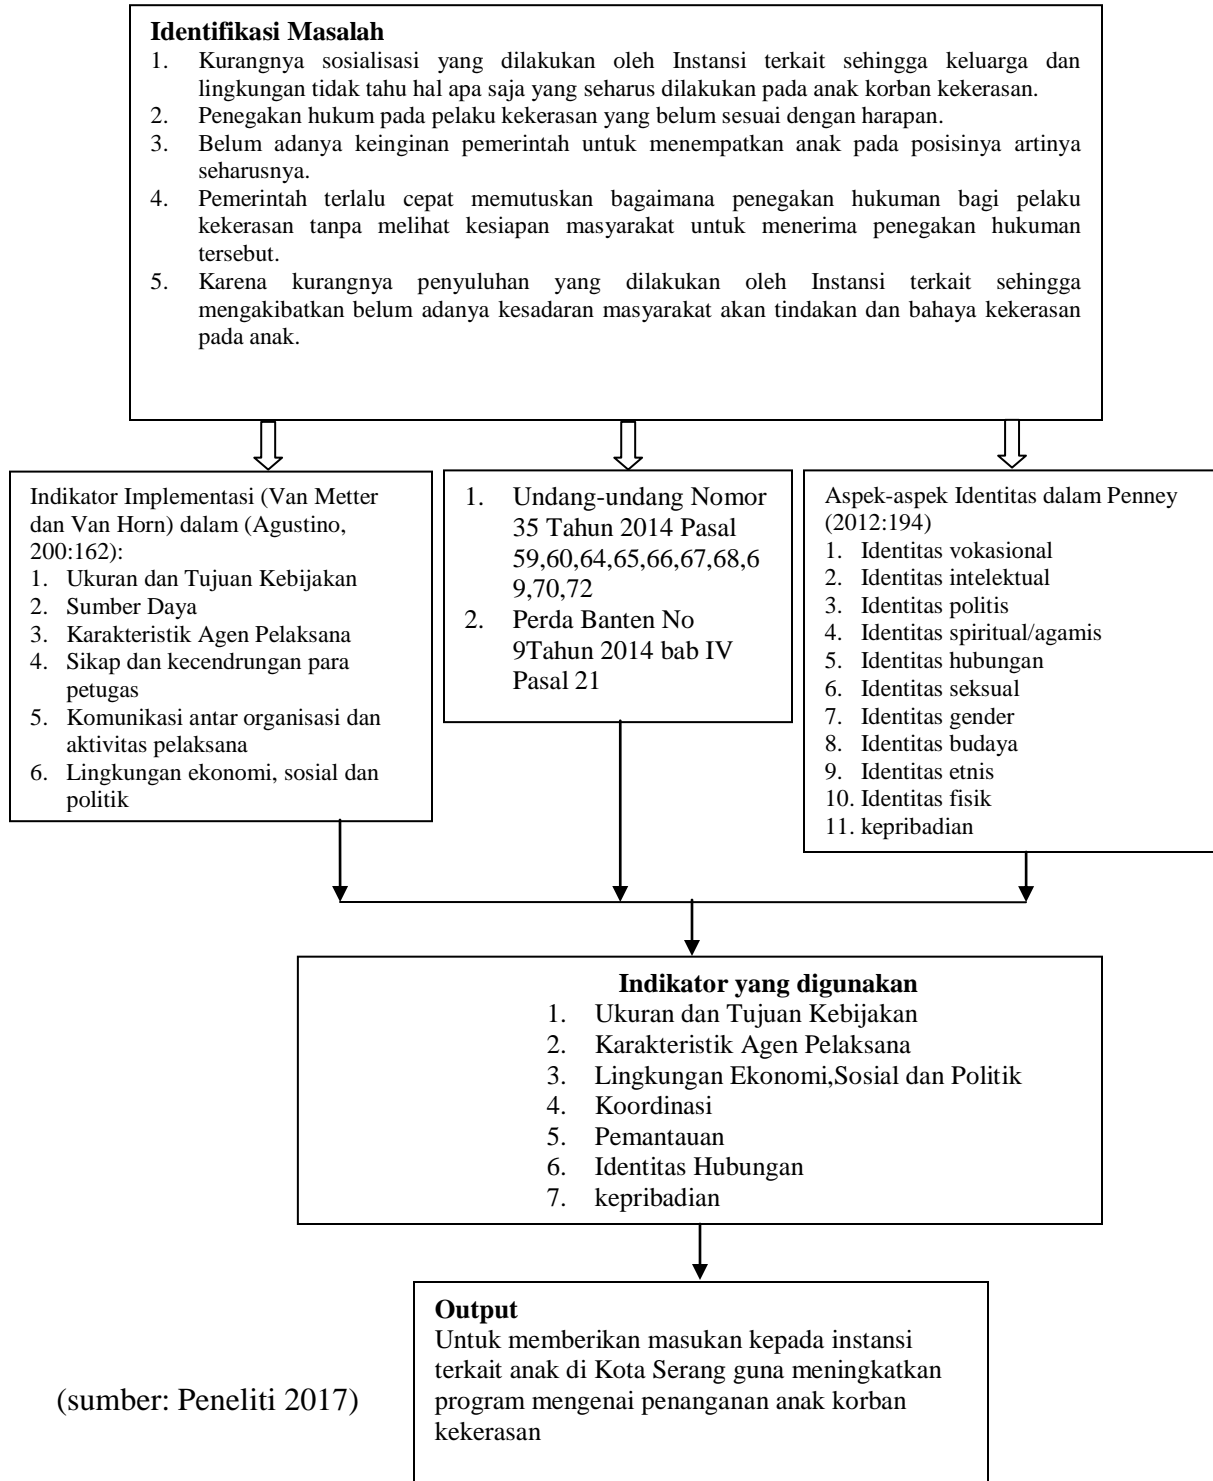 Identifikasi Masalah
1. Kurangnya sosialisasi yang dilakukan oleh Instansi terkait sehingga keluarga dan
lingkungan tidak tahu hal apa saja yang seharus dilakukan pada anak korban kekerasan.
2. Penegakan hukum pada pelaku kekerasan yang belum sesuai dengan harapan.
3. Belum adanya keinginan pemerintah untuk menempatkan anak pada posisinya artinya
seharusnya.
4. Pemerintah terlalu cepat memutuskan bagaimana penegakan hukuman bagi pelaku
kekerasan tanpa melihat kesiapan masyarakat untuk menerima penegakan hukuman
tersebut.
5. Karena kurangnya penyuluhan yang dilakukan oleh Instansi terkait sehingga
mengakibatkan belum adanya kesadaran masyarakat akan tindakan dan bahaya kekerasan
pada anak.
Indikator Implementasi (Van Metter
dan Van Horn) dalam (Agustino,
200:162):
1. Ukuran dan Tujuan Kebijakan
2. Sumber Daya
3. Karakteristik Agen Pelaksana
4. Sikap dan kecendrungan para
petugas
5. Komunikasi antar organisasi dan
aktivitas pelaksana
6. Lingkungan ekonomi, sosial dan
politik
1. Undang-undang Nomor
35 Tahun 2014 Pasal
59,60,64,65,66,67,68,6
9,70,72
2. Perda Banten No
9Tahun 2014 bab IV
Pasal 21
Aspek-aspek Identitas dalam Penney
(2012:194)
1. Identitas vokasional
2. Identitas intelektual
3. Identitas politis
4. Identitas spiritual/agamis
5. Identitas hubungan
6. Identitas seksual
7. Identitas gender
8. Identitas budaya
9. Identitas etnis
10. Identitas fisik
11. kepribadian
Indikator yang digunakan
1. Ukuran dan Tujuan Kebijakan
2. Karakteristik Agen Pelaksana
3. Lingkungan Ekonomi,Sosial dan Politik
4. Koordinasi
5. Pemantauan
6. Identitas Hubungan
7. kepribadian
Output
Untuk memberikan masukan kepada instansi
terkait anak di Kota Serang guna meningkatkan
program mengenai penanganan anak korban
kekerasan
(sumber: Peneliti 2017)